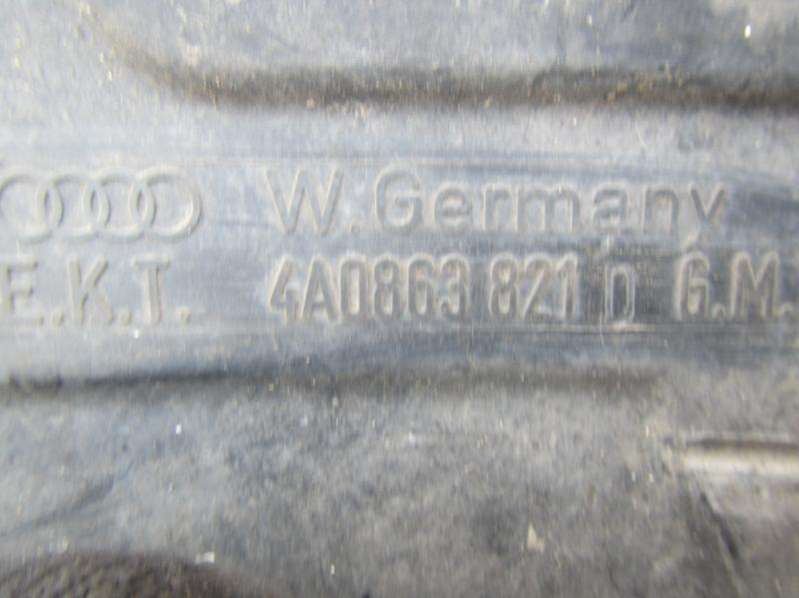 W.Germany
E.K.T. 4A0863 821 D G.M.